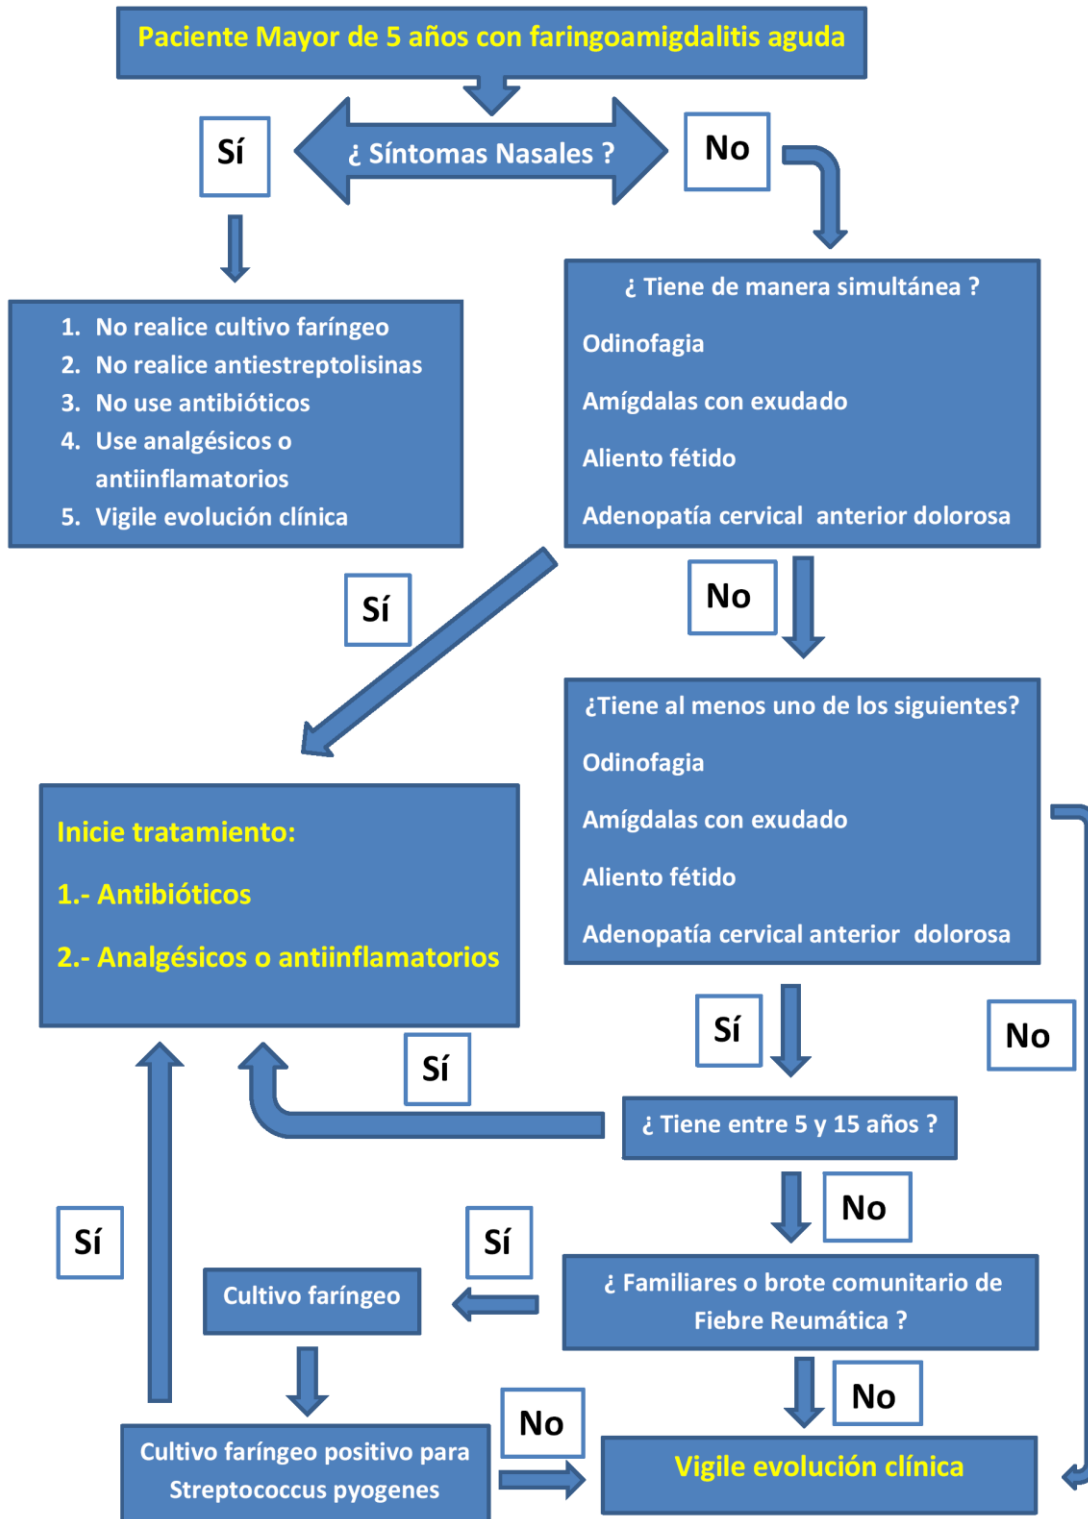 Paciente Mayor de 5 años con faringoamigdalitis aguda
Sí
¿ Síntomas Nasales ?
No
1. No realice cultivo faríngeo
2. No realice antiestreptolisinas
3. No use antibióticos
4. Use analgésicos o
antiinflamatorios
5. Vigile evolución clínica
¿ Tiene de manera simultánea ?
Odinofagia
Amígdalas con exudado
Aliento fétido
Adenopatía cervical anterior dolorosa
Sí
No
¿Tiene al menos uno de los siguientes?
Odinofagia
Amígdalas con exudado
Aliento fétido
Adenopatía cervical anterior dolorosa
Inicie tratamiento:
1.- Antibióticos
2.- Analgésicos o antiinflamatorios
Sí
No
Sí
¿ Tiene entre 5 y 15 años ?
No
Sí
Sí
¿ Familiares o brote comunitario de
Fiebre Reumática ?
Cultivo faríngeo
No
No
Cultivo faríngeo positivo para
Streptococcus pyogenes
Vigile evolución clínica